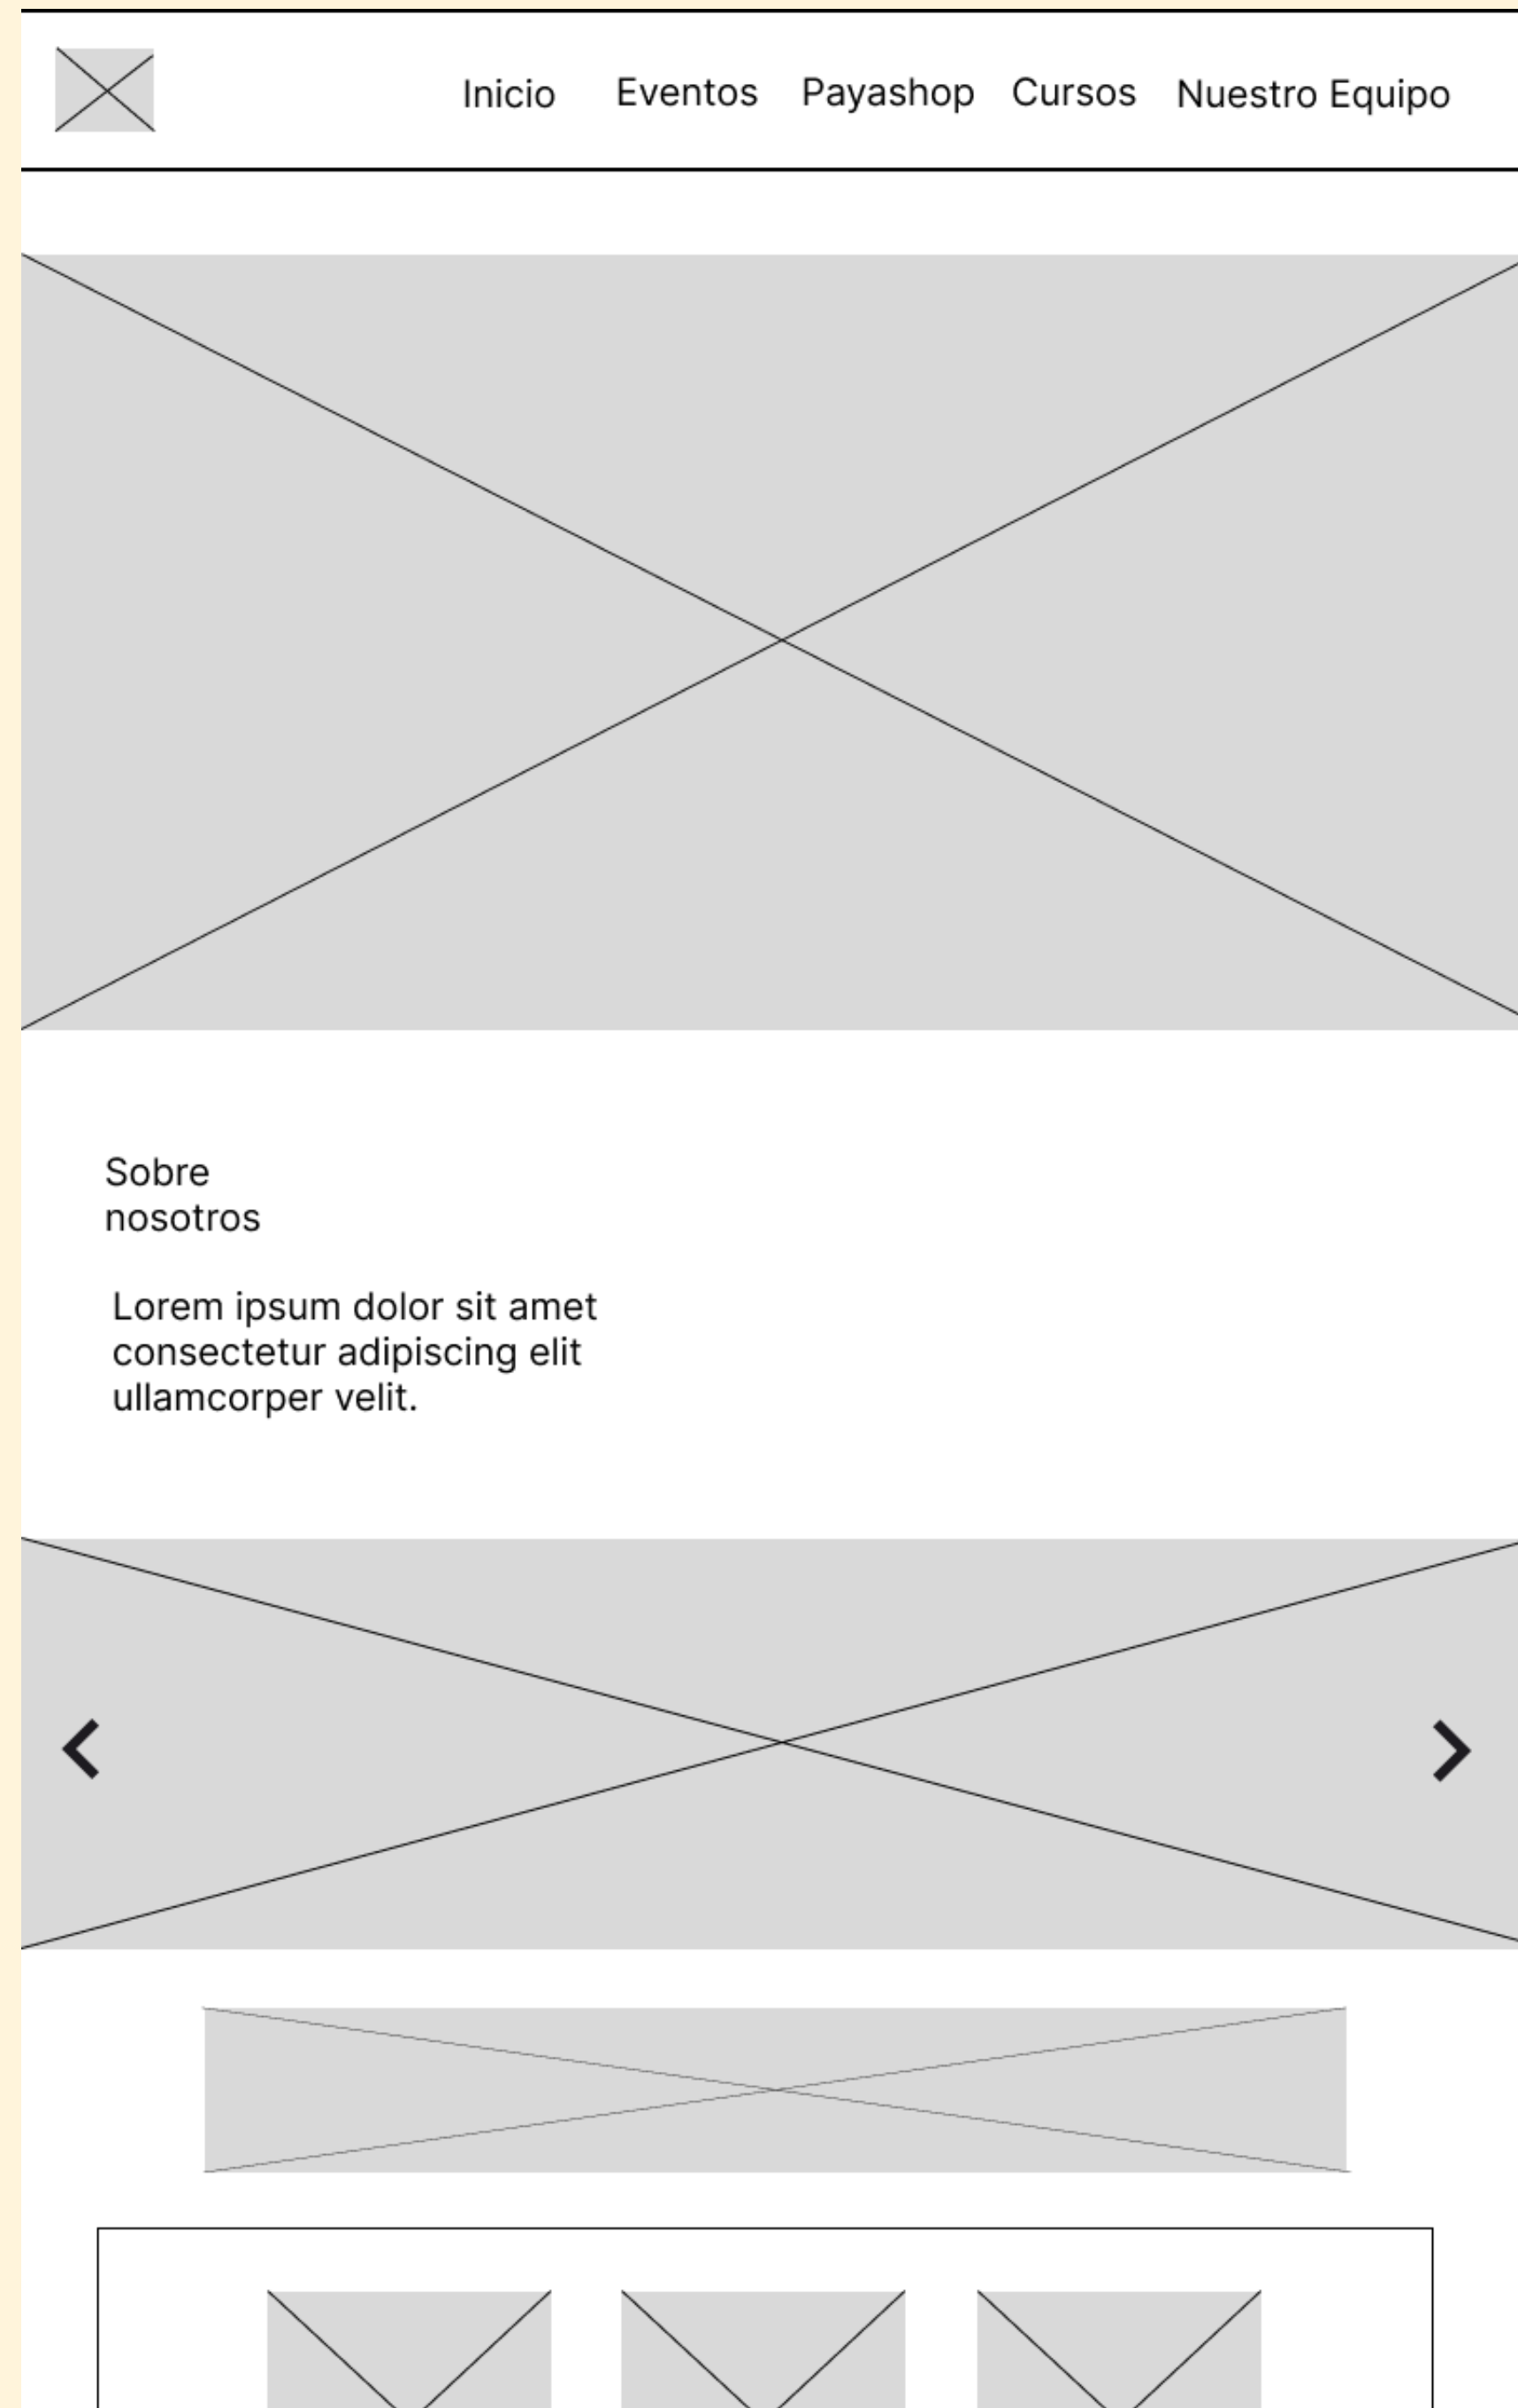 Inicio Eventos Payashop Cursos Nuestro Equipo
Sobre
nosotros
Lorem ipsum dolor sit amet
consectetur adipiscing elit
ullamcorper velit.